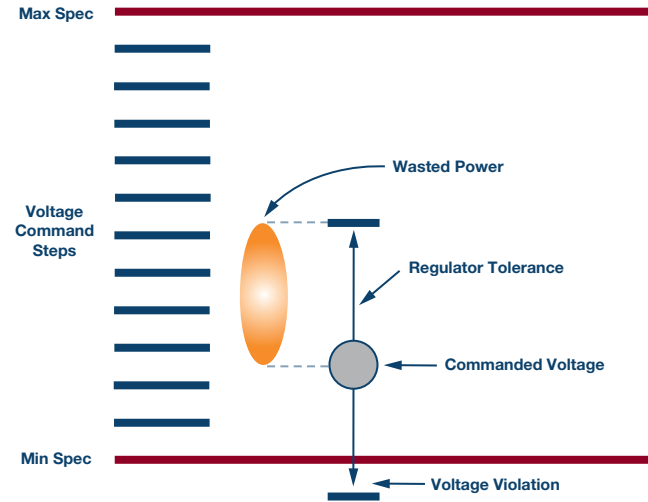 Max Spec
Wasted Power
Voltage
Command
Steps
Regulator Tolerance
Commanded Voltage
Min Spec
Voltage Violation